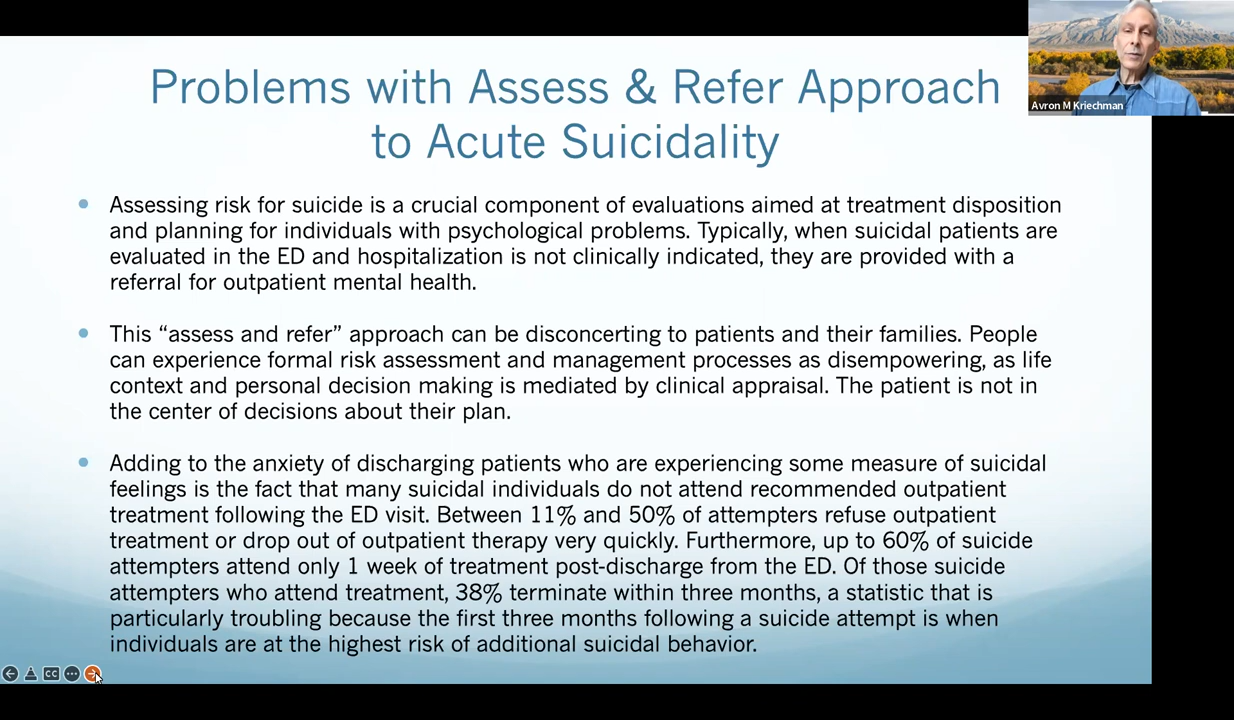 Problems with Assess & Refer Approach
to Acute Suicidality
Avron M Kriechman
• Assessing risk for suicide is a crucial component of evaluations aimed at treatment disposition
and planning for individuals with psychological problems. Typically, when suicidal patients are
evaluated in the ED and hospitalization is not clinically indicated, they are provided with a
referral for outpatient mental health.
• This “assess and refer” approach can be disconcerting to patients and their families. People
can experience formal risk assessment and management processes as disempowering, as life
context and personal decision making is mediated by clinical appraisal. The patient is not in
the center of decisions about their plan.
• Adding to the anxiety of discharging patients who are experiencing some measure of suicidal
feelings is the fact that many suicidal individuals do not attend recommended outpatient
treatment following the ED visit. Between 11% and 50% of attempters refuse outpatient
treatment or drop out of outpatient therapy very quickly. Furthermore, up to 60% of suicide
attempters attend only 1 week of treatment post-discharge from the ED. Of those suicide
attempters who attend treatment, 38% terminate within three months, a statistic that is
particularly troubling because the first three months following a suicide attempt is when
individuals are at the highest risk of additional suicidal behavior.
CC